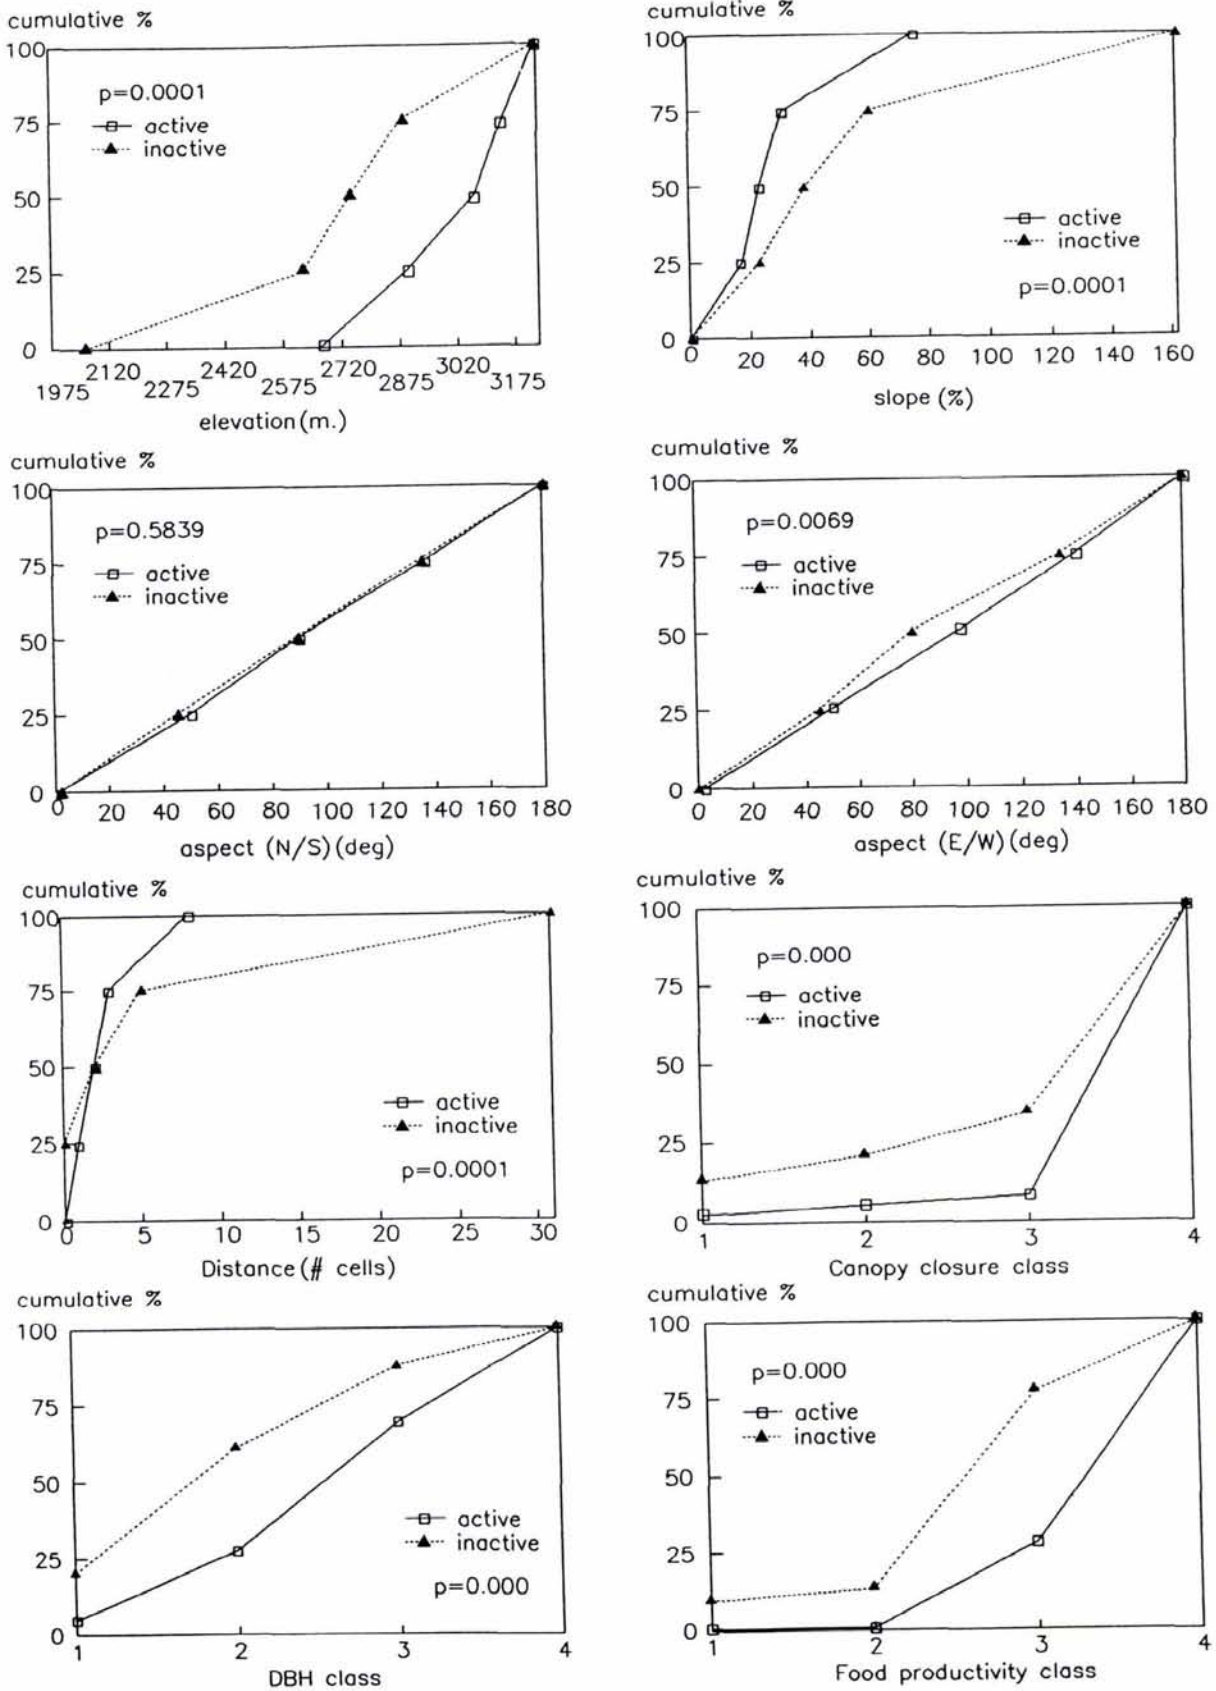 cumulative %
100
75
50
25
0
p=0.0001
active
inactive
2120 2420 2720 3020
1975 2275 2575 2875 3175
elevation(m.)
cumulative %
100
75
50
25
0
active
inactive
p=0.0001
0 20 40 60 80 100 120 140 160
slope (%)
cumulative %
100
75
50
25
0
p=0.5839
active
inactive
0 20 40 60 80 100 120 140 160 180
aspect (N/S)(deg)
cumulative %
100
75
50
25
0
p=0.0069
active
inactive
0 20 40 60 80 100 120 140 160 180
aspect (E/W)(deg)
cumulative %
100
75
50
25
0
active
inactive
p=0.0001
0 5 10 15 20 25 30
Distance(# cells)
cumulative %
100
75
50
25
0
p=0.000
active
inactive
1 2 3 4
Canopy closure class
cumulative %
100
75
50
25
0
active
inactive
p=0.000
1 2 3 4
DBH class
cumulative %
100
75
50
25
0
p=0.000
active
inactive
1 2 3 4
Food productivity class